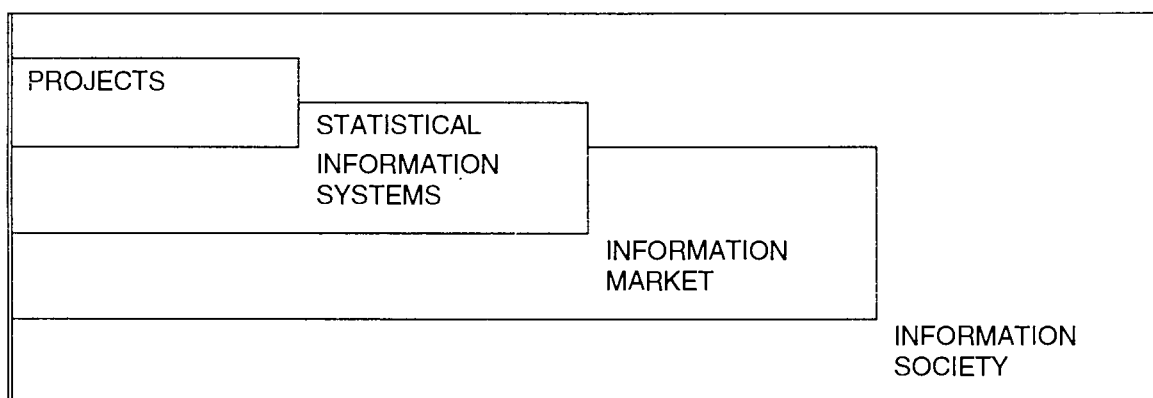 PROJECTS
STATISTICAL
INFORMATION
SYSTEMS
INFORMATION
MARKET
INFORMATION
SOCIETY